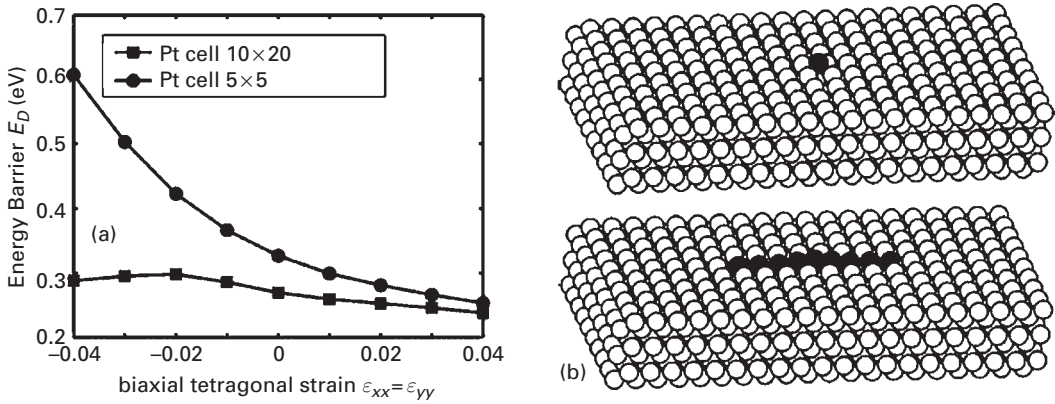 0.7
0.6
0.5
0.4
0.3
0.2
Energy Barrier E_D (eV)
Pt cell 10×20
Pt cell 5×5
(a)
−0.04
−0.02
0
0.02
0.04
biaxial tetragonal strain ε_xx=ε_yy
(b)